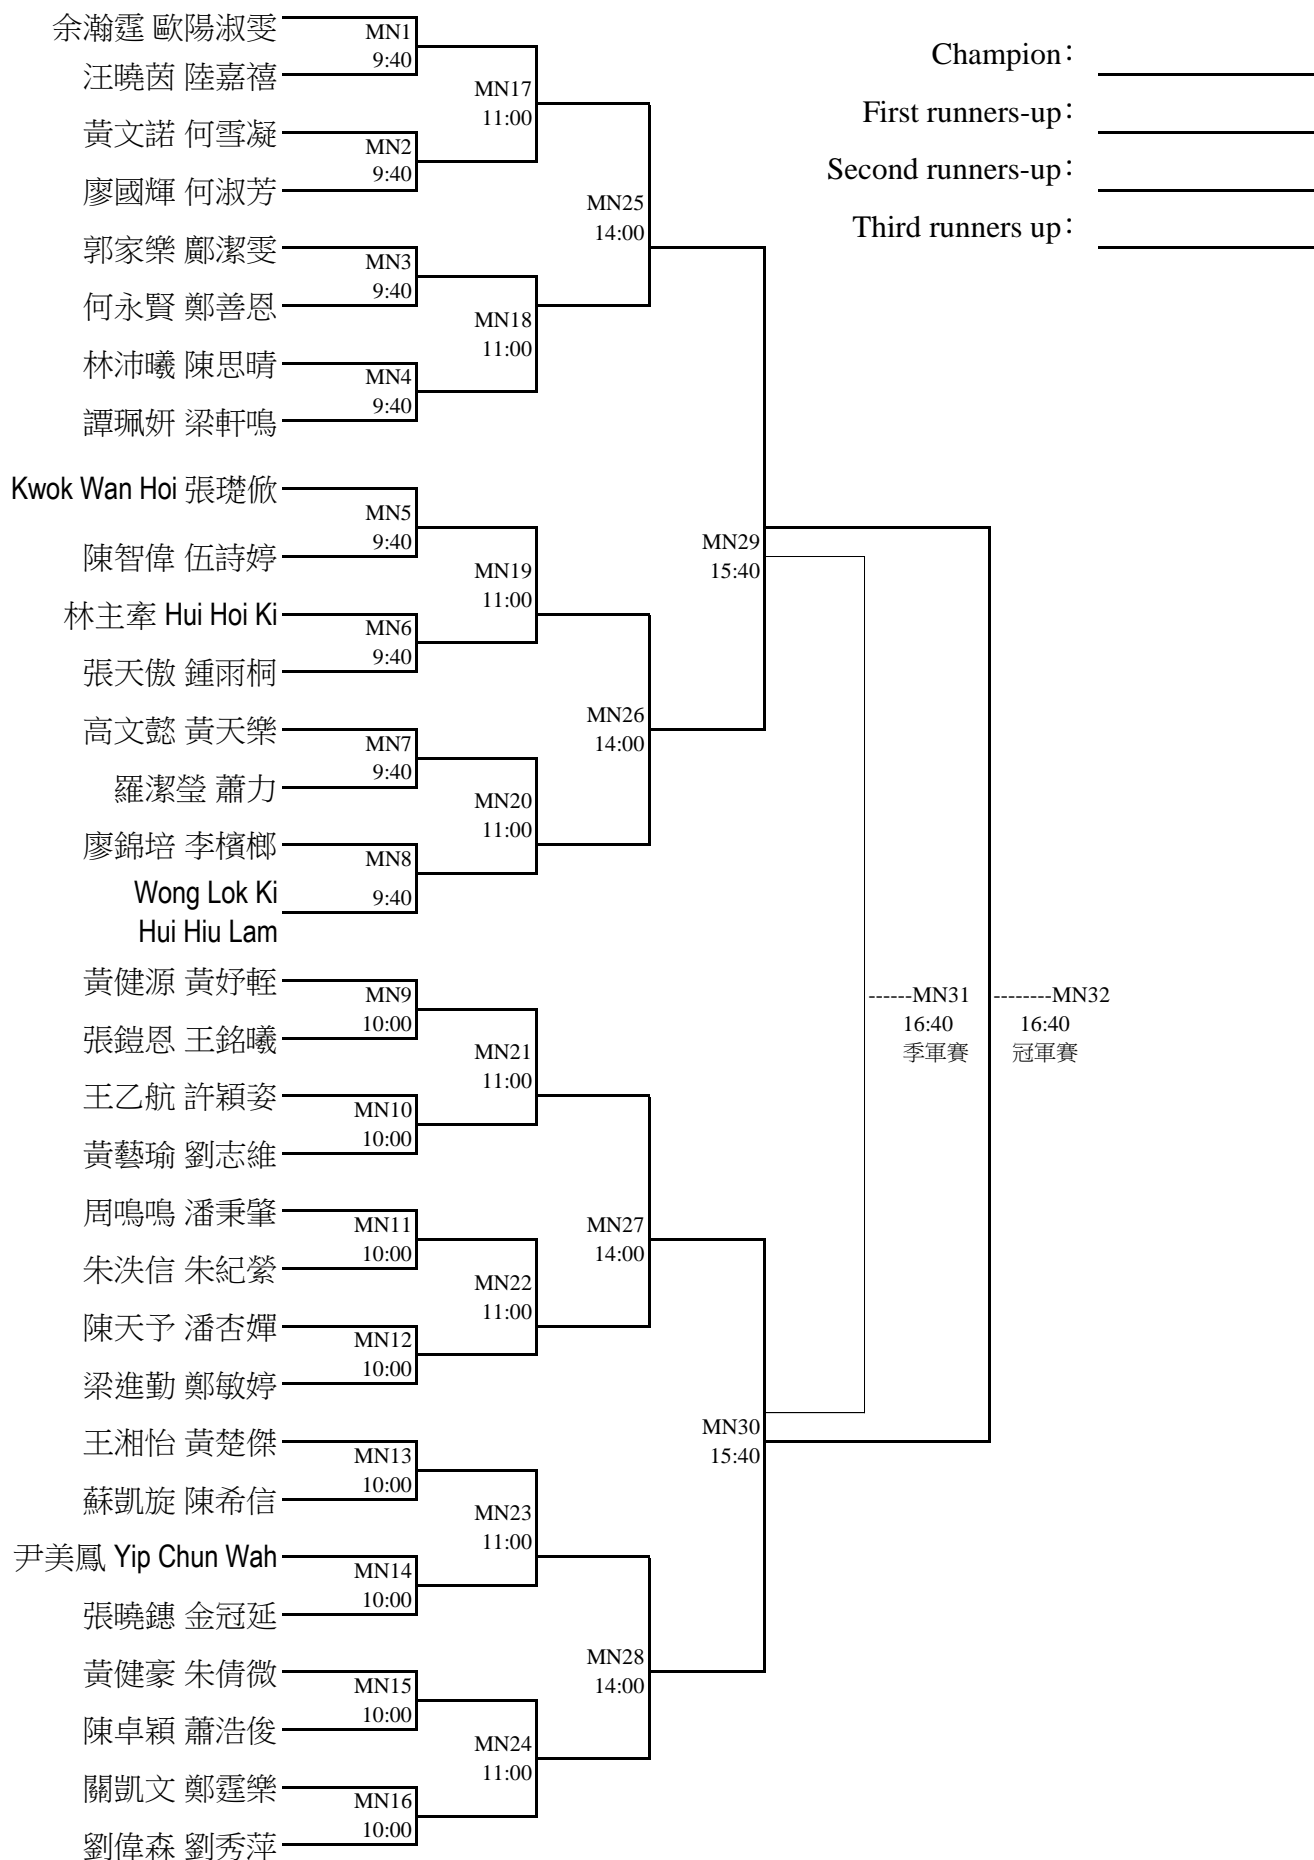 余瀚霆 歐陽淑雯
汪曉茵 陸嘉禧
黃文諾 何雪凝
廖國輝 何淑芳
郭家樂 鄺潔雯
何永賢 鄭善恩
林沛曦 陳思晴
譚珮妍 梁軒鳴
Kwok Wan Hoi 張璴俽
陳智偉 伍詩婷
林主牽 Hui Hoi Ki
張天傲 鍾雨桐
高文懿 黃天樂
羅潔瑩 蕭力
廖錦培 李檳榔
Wong Lok Ki
Hui Hiu Lam
黃健源 黃妤輊
張鎧恩 王銘曦
王乙航 許穎姿
黃藝瑜 劉志維
周鳴鳴 潘秉肇
朱泆信 朱紀縈
陳天予 潘杏嬋
梁進勤 鄭敏婷
王湘怡 黃楚傑
蘇凱旋 陳希信
尹美鳳 Yip Chun Wah
張曉鏸 金冠延
黃健豪 朱倩微
陳卓穎 蕭浩俊
關凱文 鄭霆樂
劉偉森 劉秀萍
MN1
9:40
MN2
9:40
MN3
9:40
MN4
9:40
MN5
9:40
MN6
9:40
MN7
9:40
MN8
9:40
MN9
10:00
MN10
10:00
MN11
10:00
MN12
10:00
MN13
10:00
MN14
10:00
MN15
10:00
MN16
10:00
MN17
11:00
MN18
11:00
MN19
11:00
MN20
11:00
MN21
11:00
MN22
11:00
MN23
11:00
MN24
11:00
MN25
14:00
MN26
14:00
MN27
14:00
MN28
14:00
MN29
15:40
MN30
15:40
------MN31
16:40
季軍賽
--------MN32
16:40
冠軍賽
Champion：
First runners-up：
Second runners-up：
Third runners up：